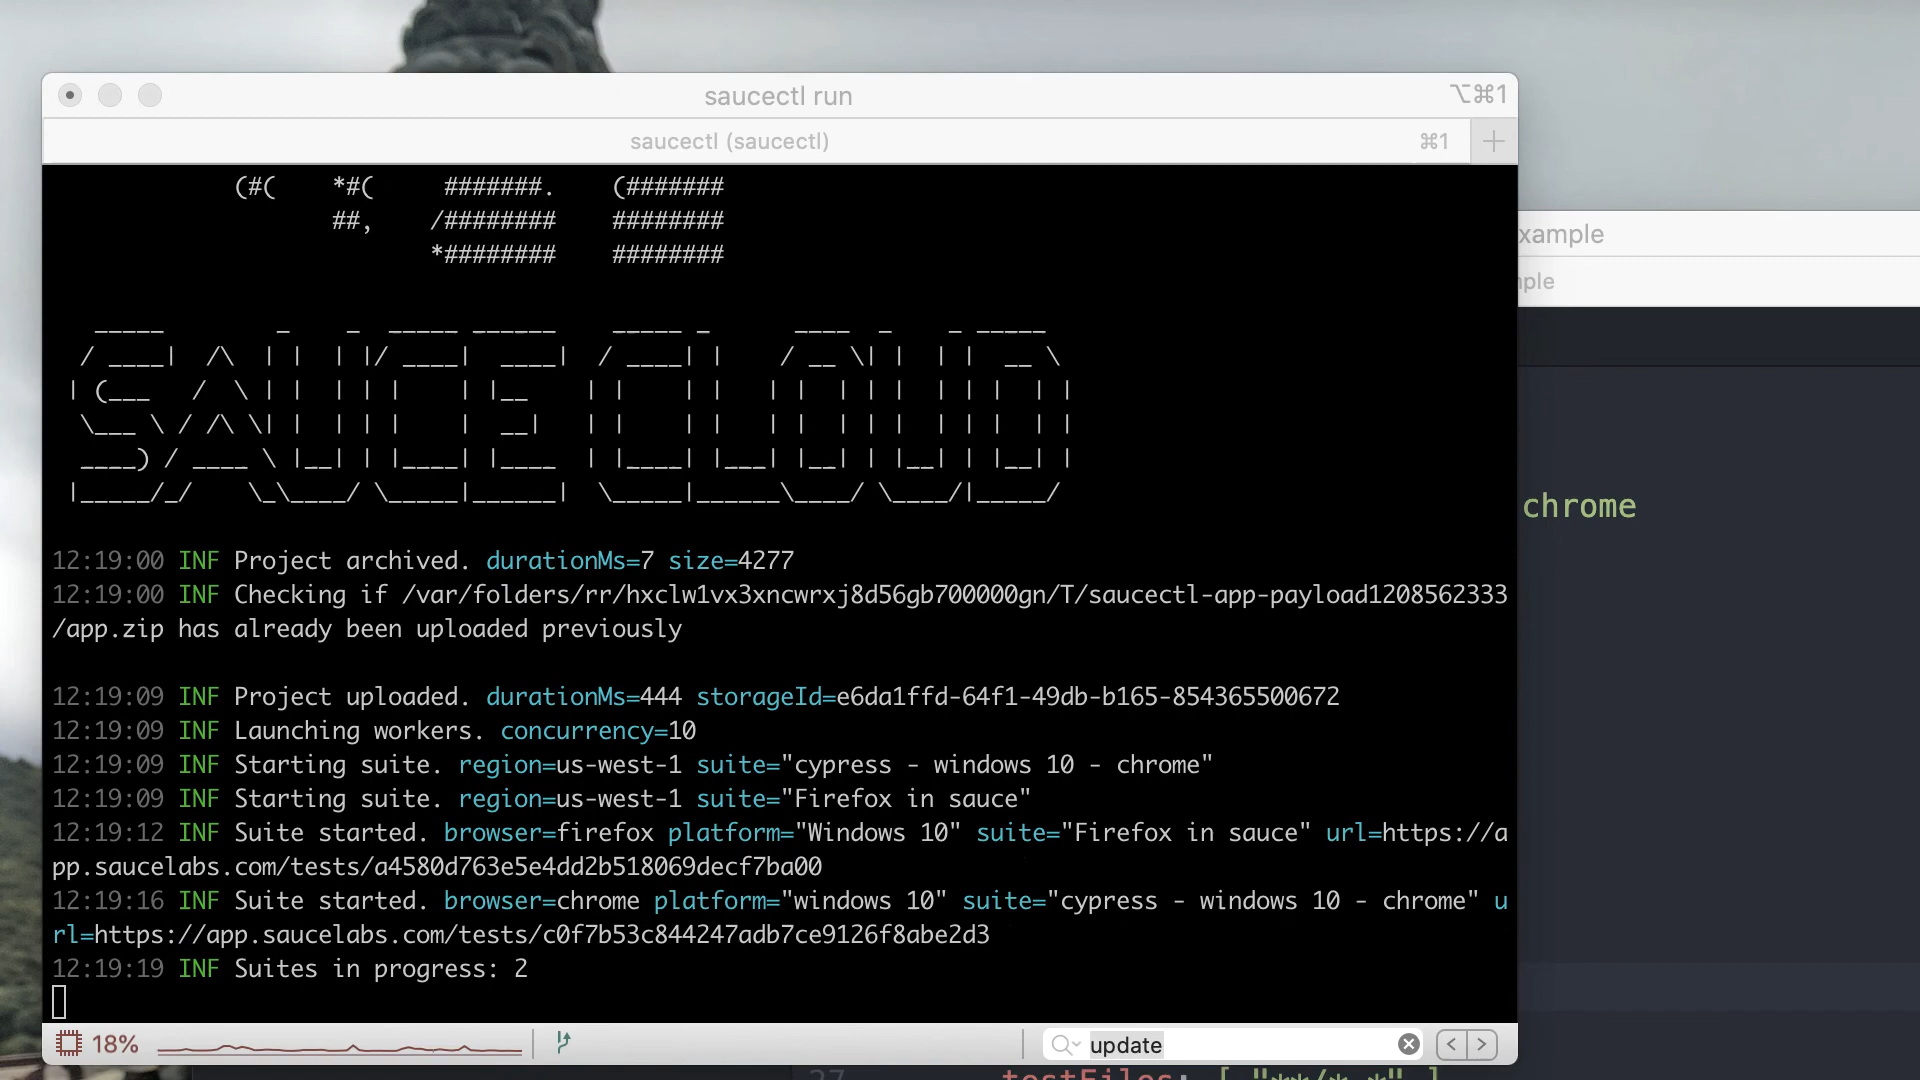 saucectl run
⌥⌘1
saucectl (saucectl)
⌘1
(#(    *#(     #######.    (#######
##,    /########    ########
*########    ########
SAUCE CLOUD
12:19:00 INF Project archived. durationMs=7 size=4277
12:19:00 INF Checking if /var/folders/rr/hxclw1vx3xncwrxj8d56gb700000gn/T/saucectl-app-payload1208562333
/app.zip has already been uploaded previously
12:19:09 INF Project uploaded. durationMs=444 storageId=e6da1ffd-64f1-49db-b165-854365500672
12:19:09 INF Launching workers. concurrency=10
12:19:09 INF Starting suite. region=us-west-1 suite="cypress - windows 10 - chrome"
12:19:09 INF Starting suite. region=us-west-1 suite="Firefox in sauce"
12:19:12 INF Suite started. browser=firefox platform="Windows 10" suite="Firefox in sauce" url=https://a
pp.saucelabs.com/tests/a4580d763e5e4dd2b518069decf7ba00
12:19:16 INF Suite started. browser=chrome platform="windows 10" suite="cypress - windows 10 - chrome" u
rl=https://app.saucelabs.com/tests/c0f7b53c844247adb7ce9126f8abe2d3
12:19:19 INF Suites in progress: 2
18%
update
xample
mple
chrome
27 testFiles: [ "**/*.*" ]